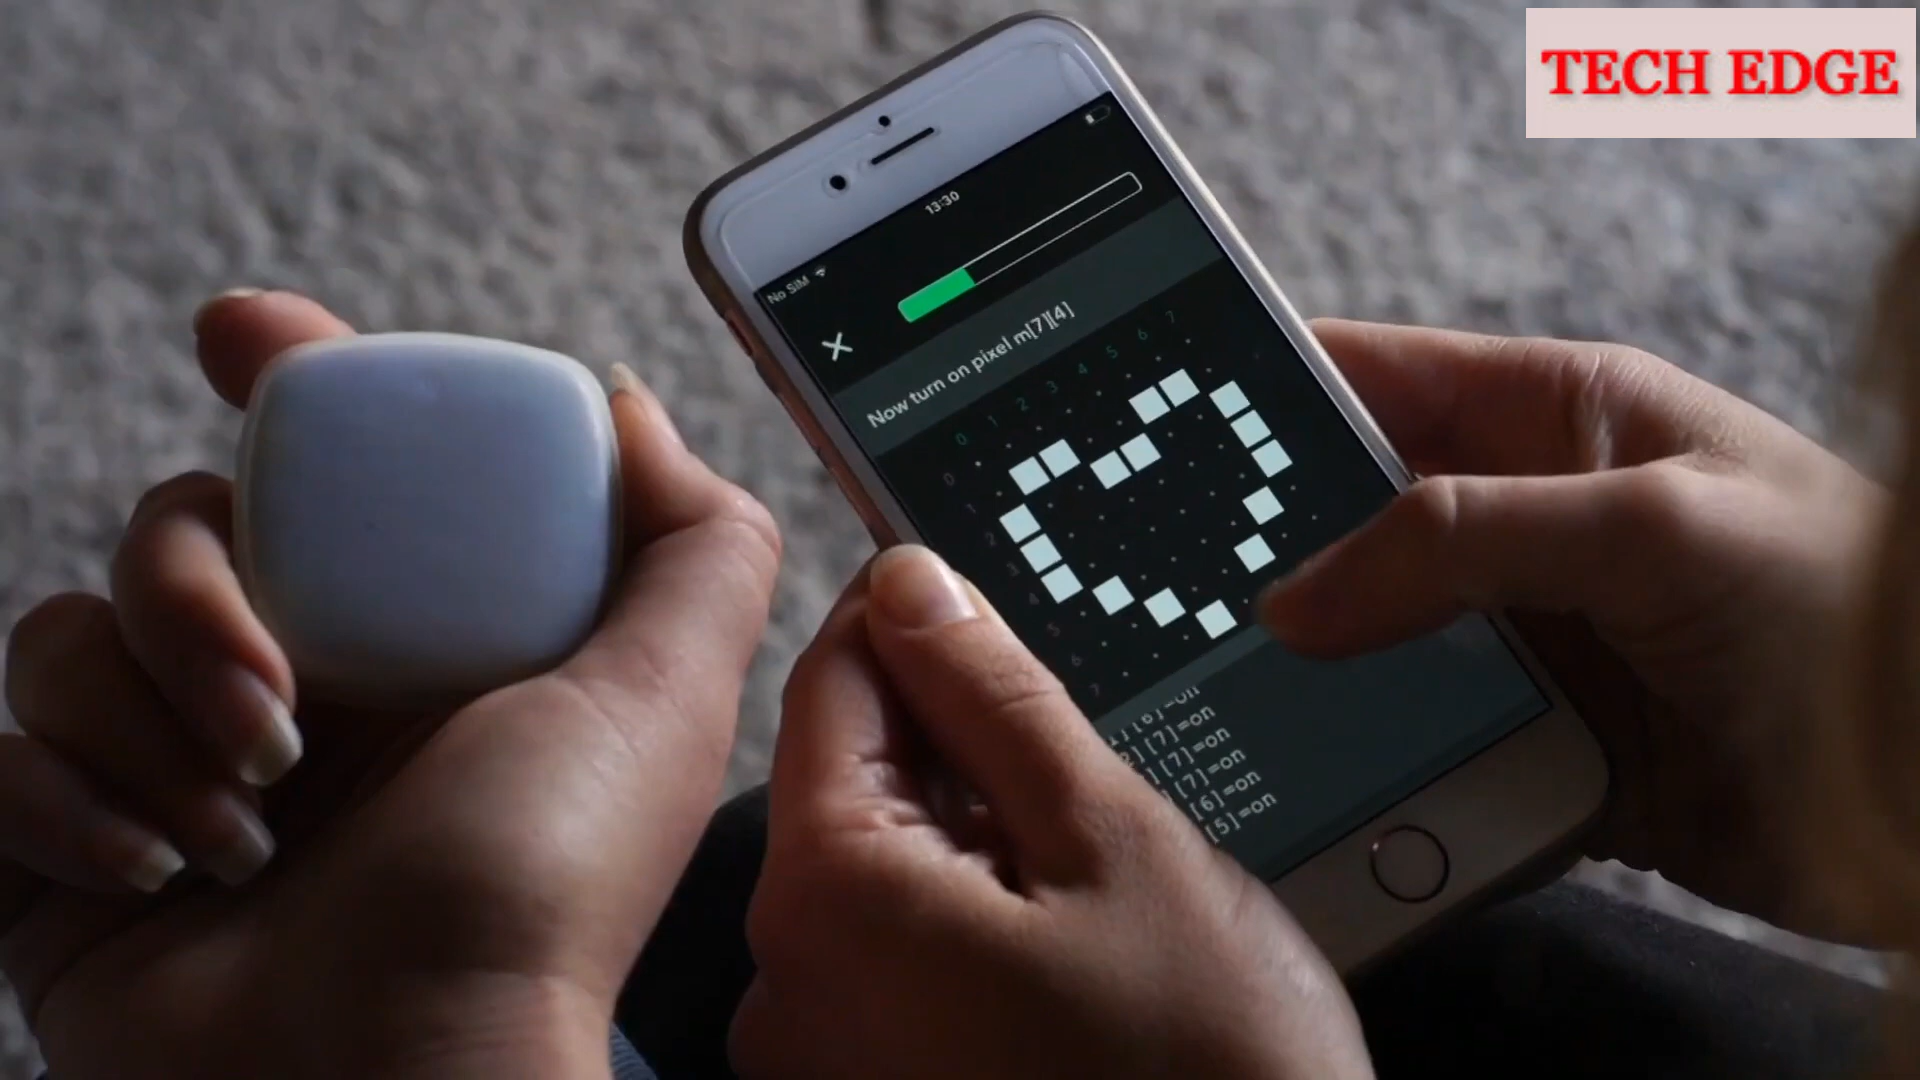 TECH EDGE
13:30
No SIM
Now turn on pixel m[7][4]
0 1 2 3 4 5 6 7
0
1
2
3
4
5
6
7
[6]=on
[7]=on
[7]=on
[7]=on
[6]=on
[5]=on